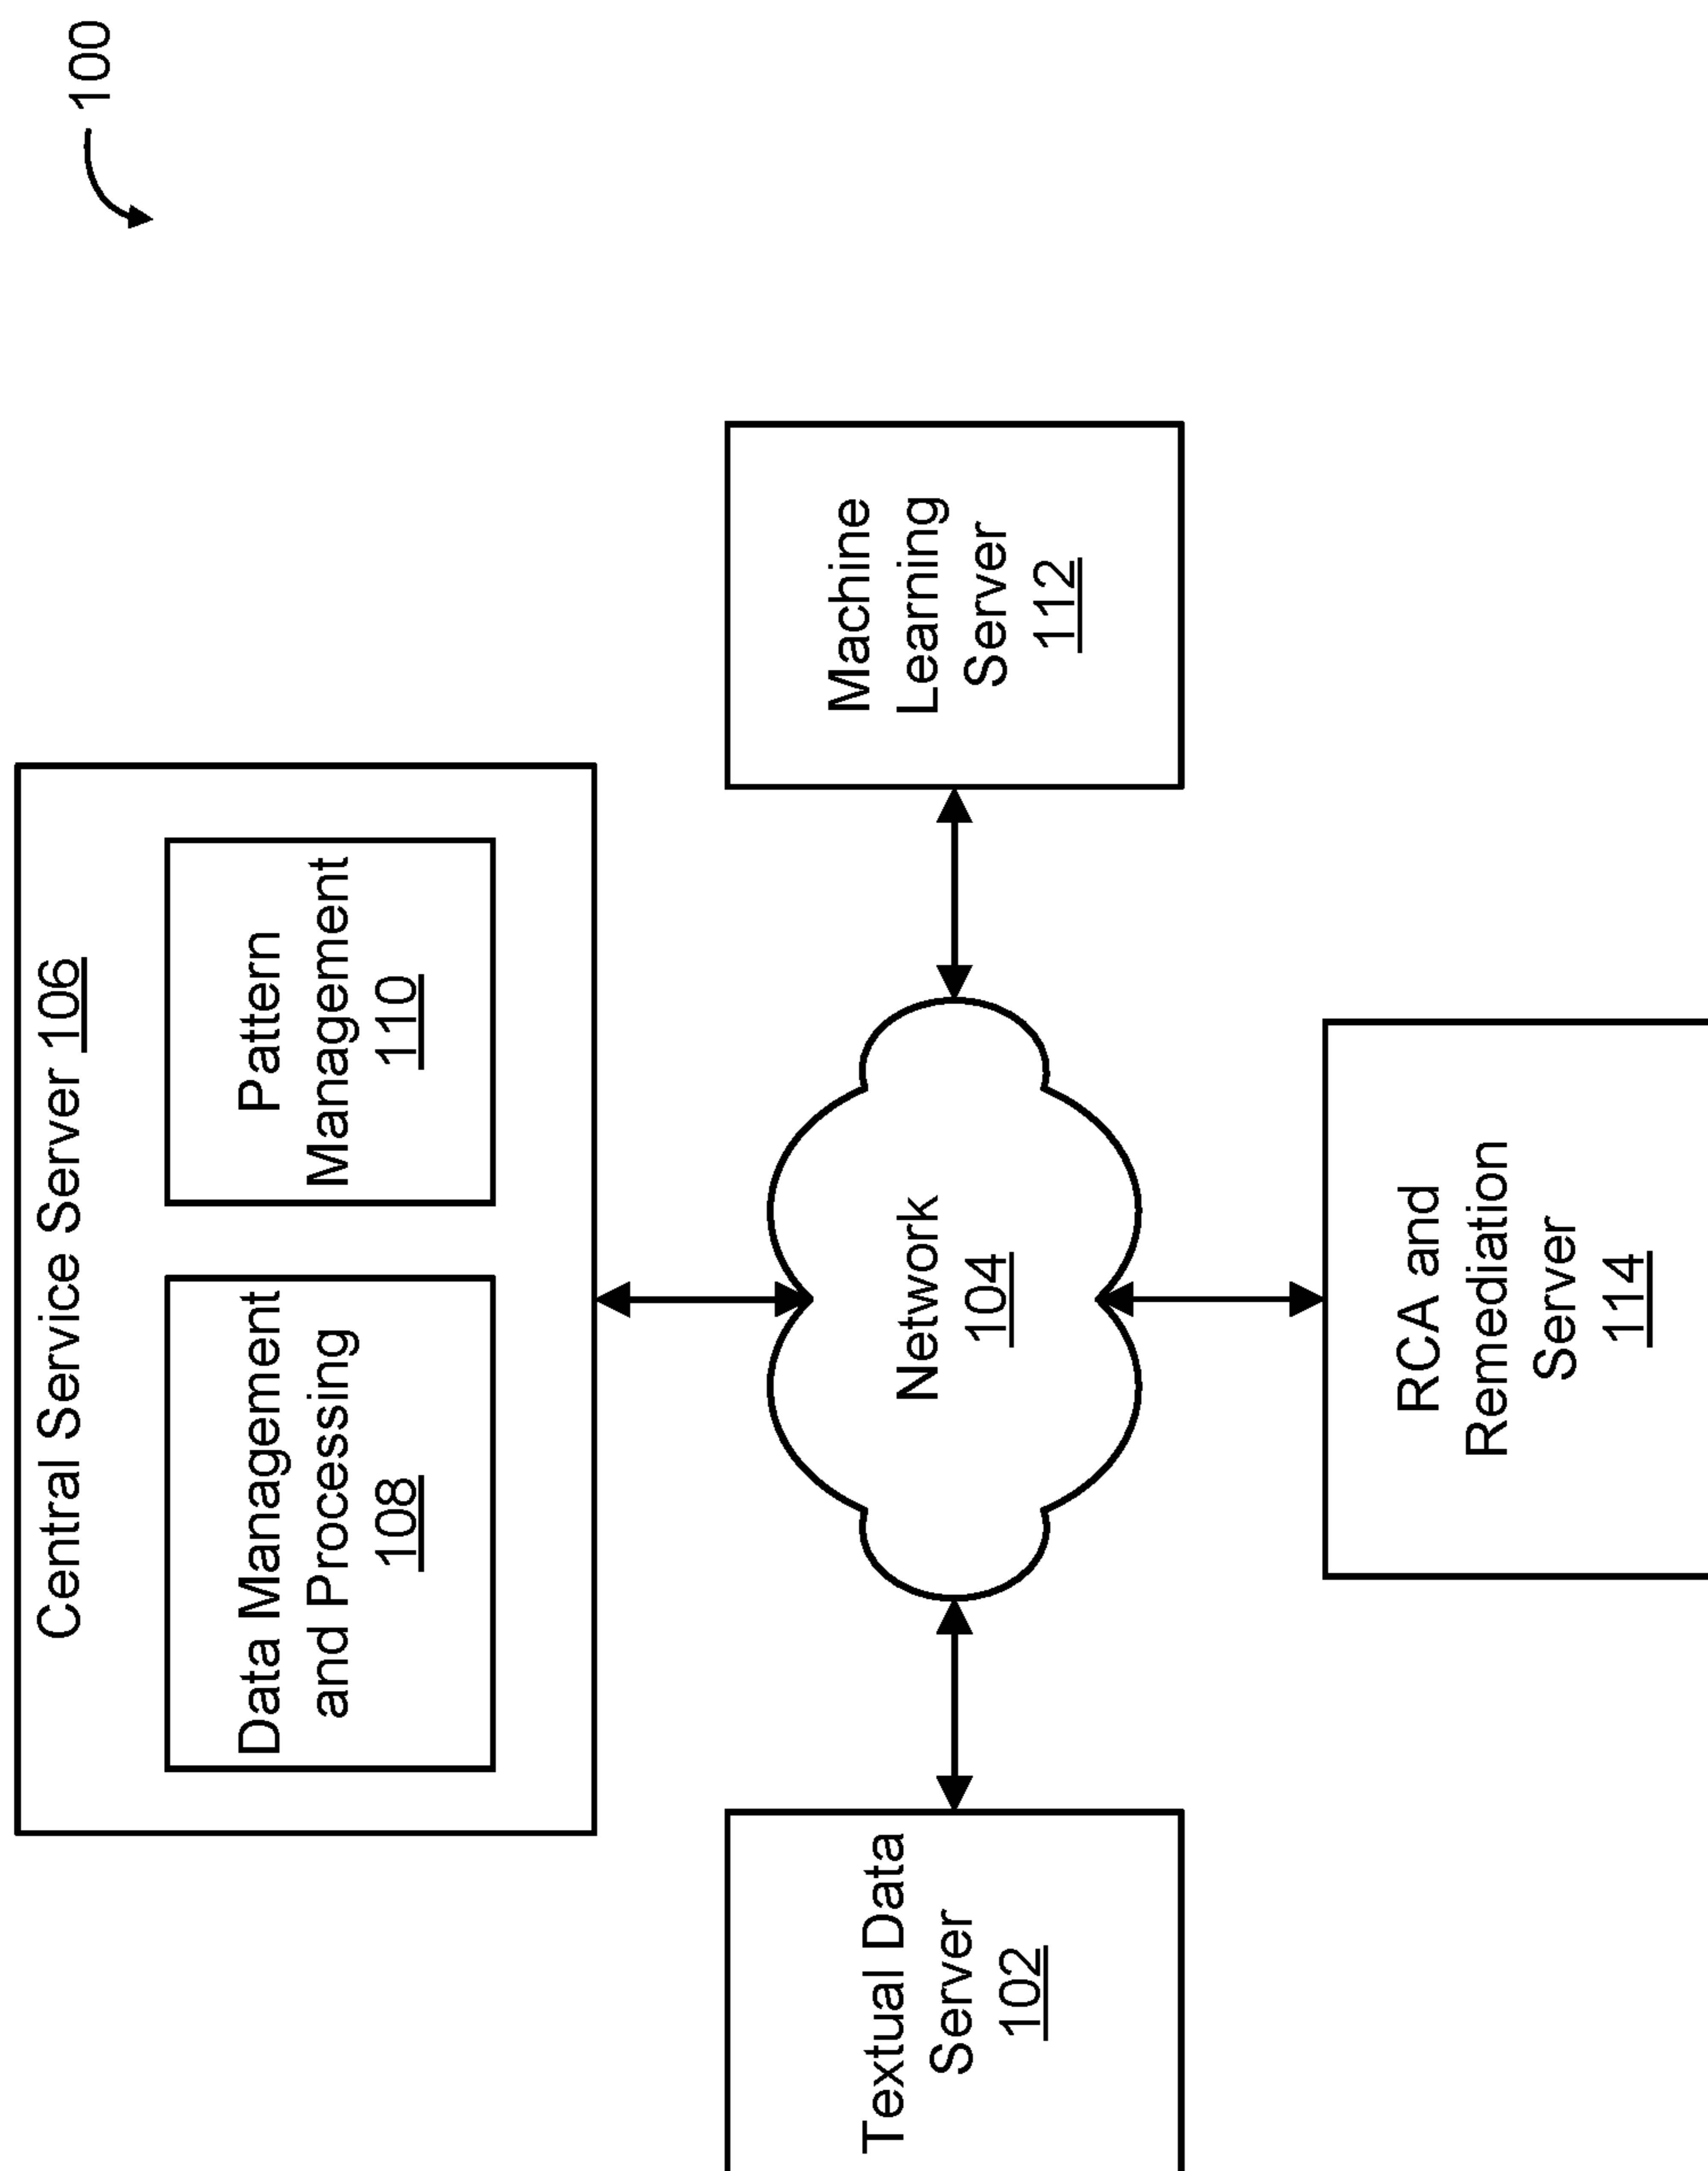 100
Central Service Server 106
Data Management
and Processing
108
Pattern
Management
110
Textual Data
Server
102
Network
104
Machine
Learning
Server
112
RCA and
Remediation
Server
114